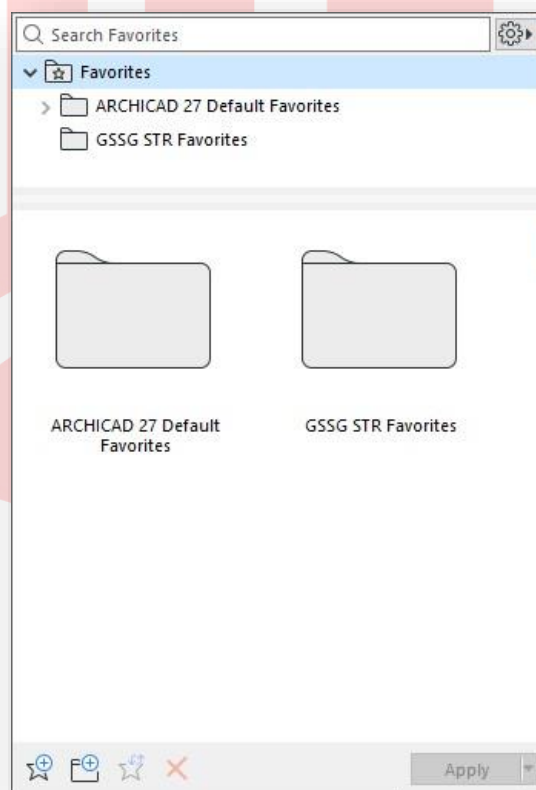 Search Favorites
Favorites
ARCHICAD 27 Default Favorites
GSSG STR Favorites
ARCHICAD 27 Default
Favorites
GSSG STR Favorites
Apply